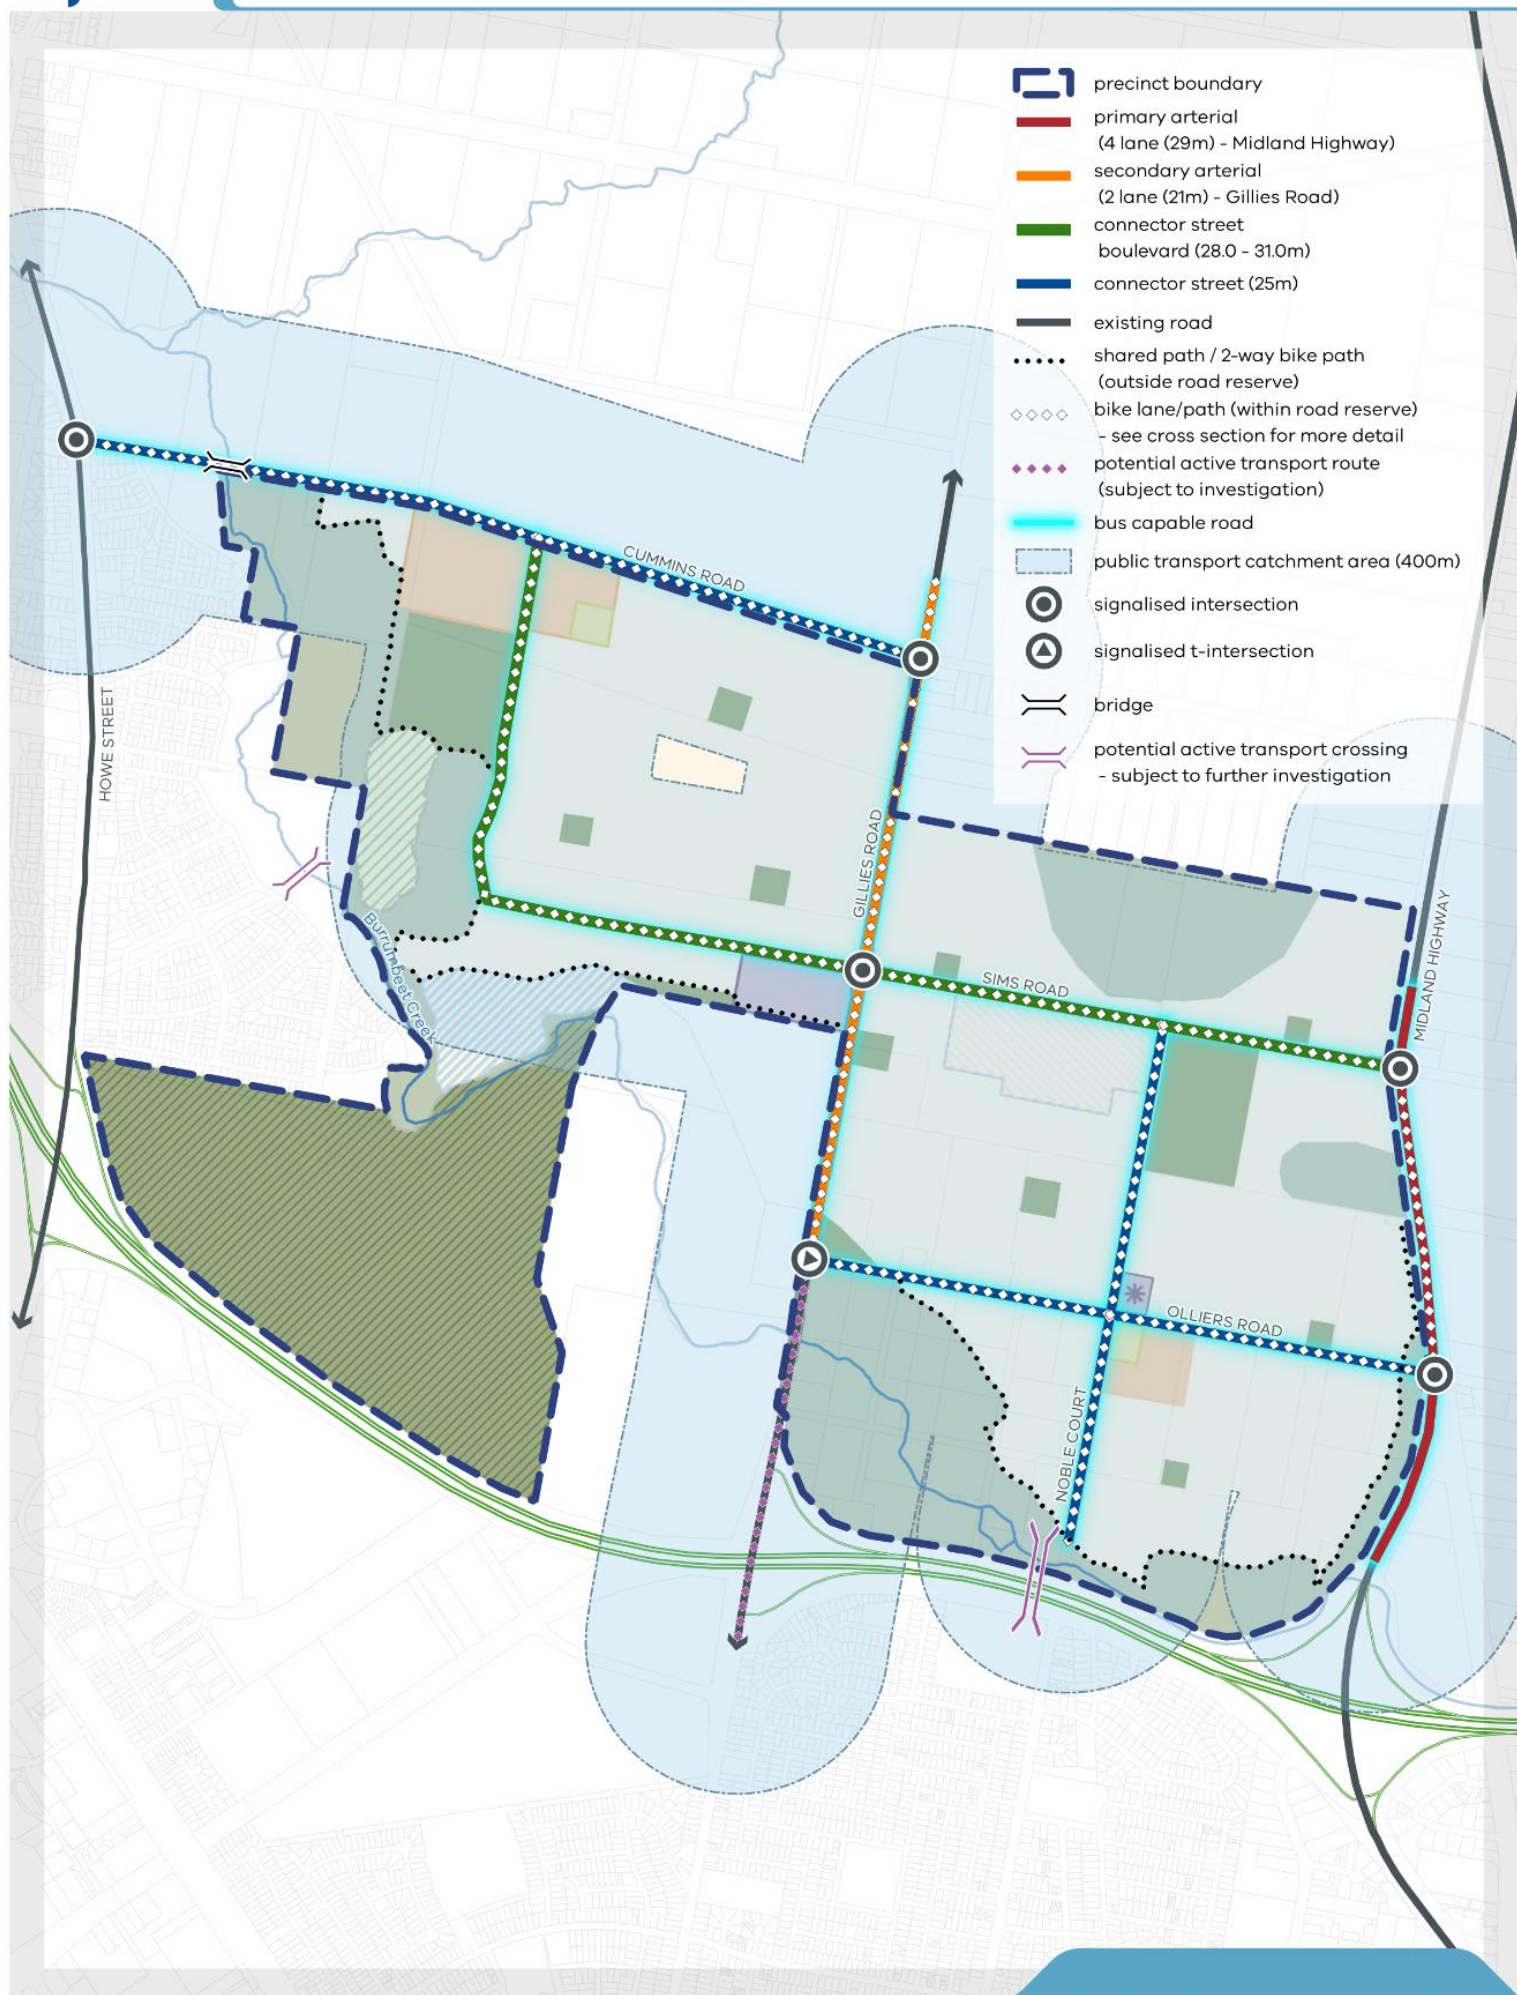 precinct boundary
primary arterial
(4 lane (29m) - Midland Highway)
secondary arterial
(2 lane (21m) - Gillies Road)
connector street
boulevard (28.0 - 31.0m)
connector street (25m)
existing road
shared path / 2-way bike path
(outside road reserve)
bike lane/path (within road reserve)
- see cross section for more detail
potential active transport route
(subject to investigation)
bus capable road
public transport catchment area (400m)
signalised intersection
signalised t-intersection
bridge
potential active transport crossing
- subject to further investigation
CUMMINS ROAD
HOWE STREET
GILLIES ROAD
MIDLAND HIGHWAY
Burrumbeet Creek
SIMS ROAD
OLLIERS ROAD
NOBLE COURT